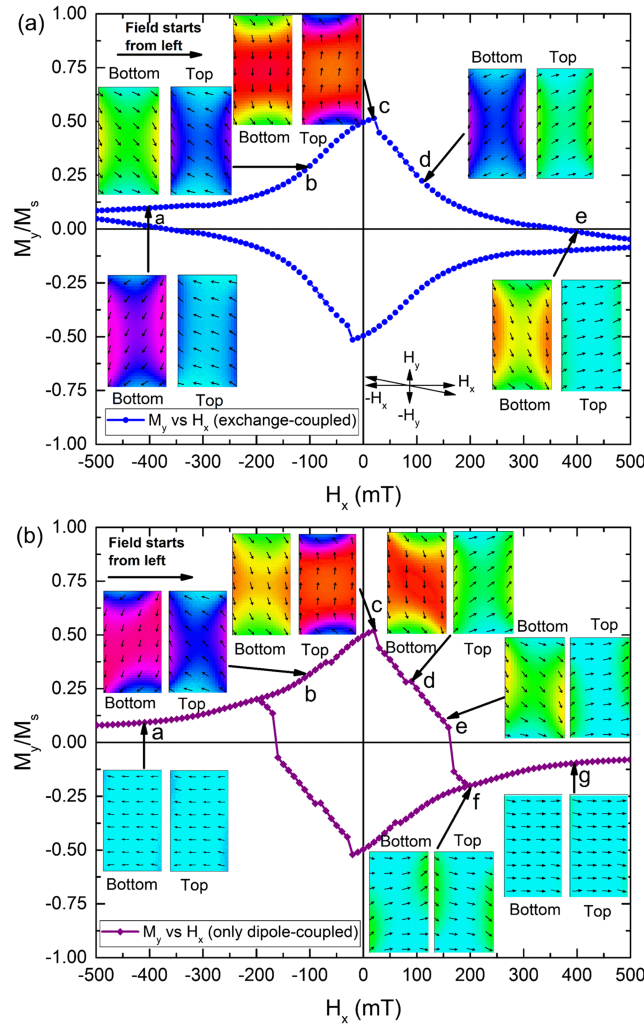 (a)
Field starts
from left
Bottom Top
Bottom Top
Bottom Top
a
b
c
d
e
Bottom Top
Bottom Top
H_y
H_x
-H_x
-H_y
M_y vs H_x (exchange-coupled)
M_y/M_s
1.00
0.75
0.50
0.25
0.00
-0.25
-0.50
-0.75
-1.00
-500 -400 -300 -200 -100 0 100 200 300 400 500
H_x (mT)
(b)
Field starts
from left
Bottom Top
Bottom Top
Bottom Top
Bottom Top
a
b
c
d
e
f
g
Bottom Top
Bottom Top
Bottom Top
M_y vs H_x (only dipole-coupled)
M_y/M_s
1.00
0.75
0.50
0.25
0.00
-0.25
-0.50
-0.75
-1.00
-500 -400 -300 -200 -100 0 100 200 300 400 500
H_x (mT)